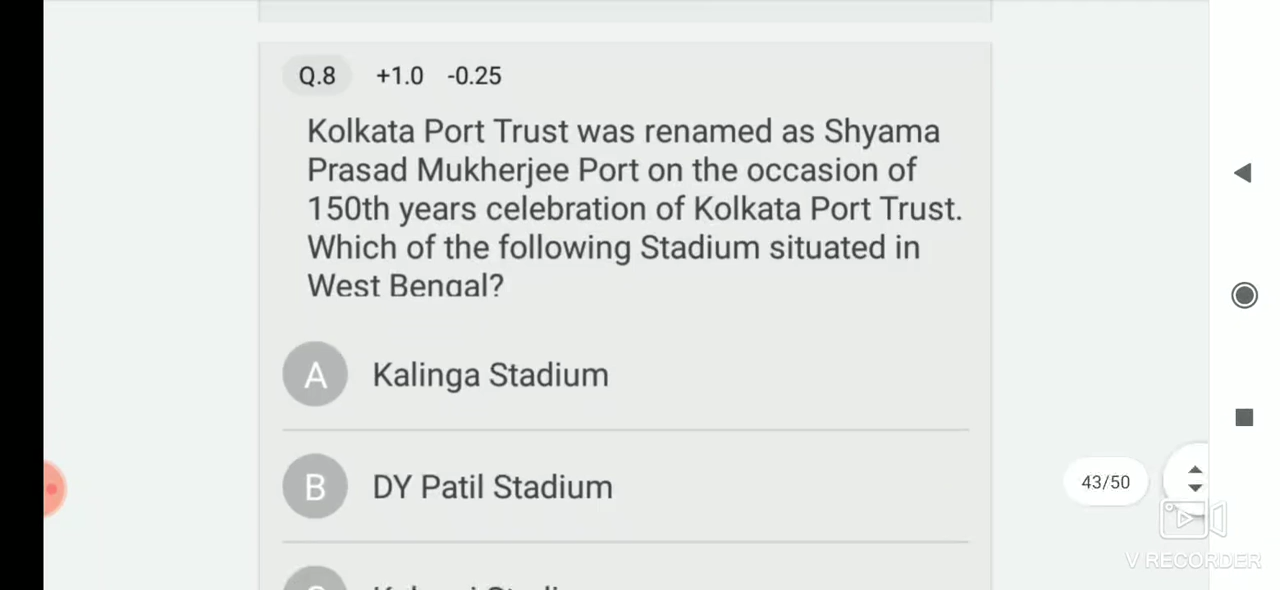 Q.8 +1.0 -0.25
Kolkata Port Trust was renamed as Shyama
Prasad Mukherjee Port on the occasion of
150th years celebration of Kolkata Port Trust.
Which of the following Stadium situated in
West Bengal?
A Kalinga Stadium
B DY Patil Stadium
43/50
V RECORDER